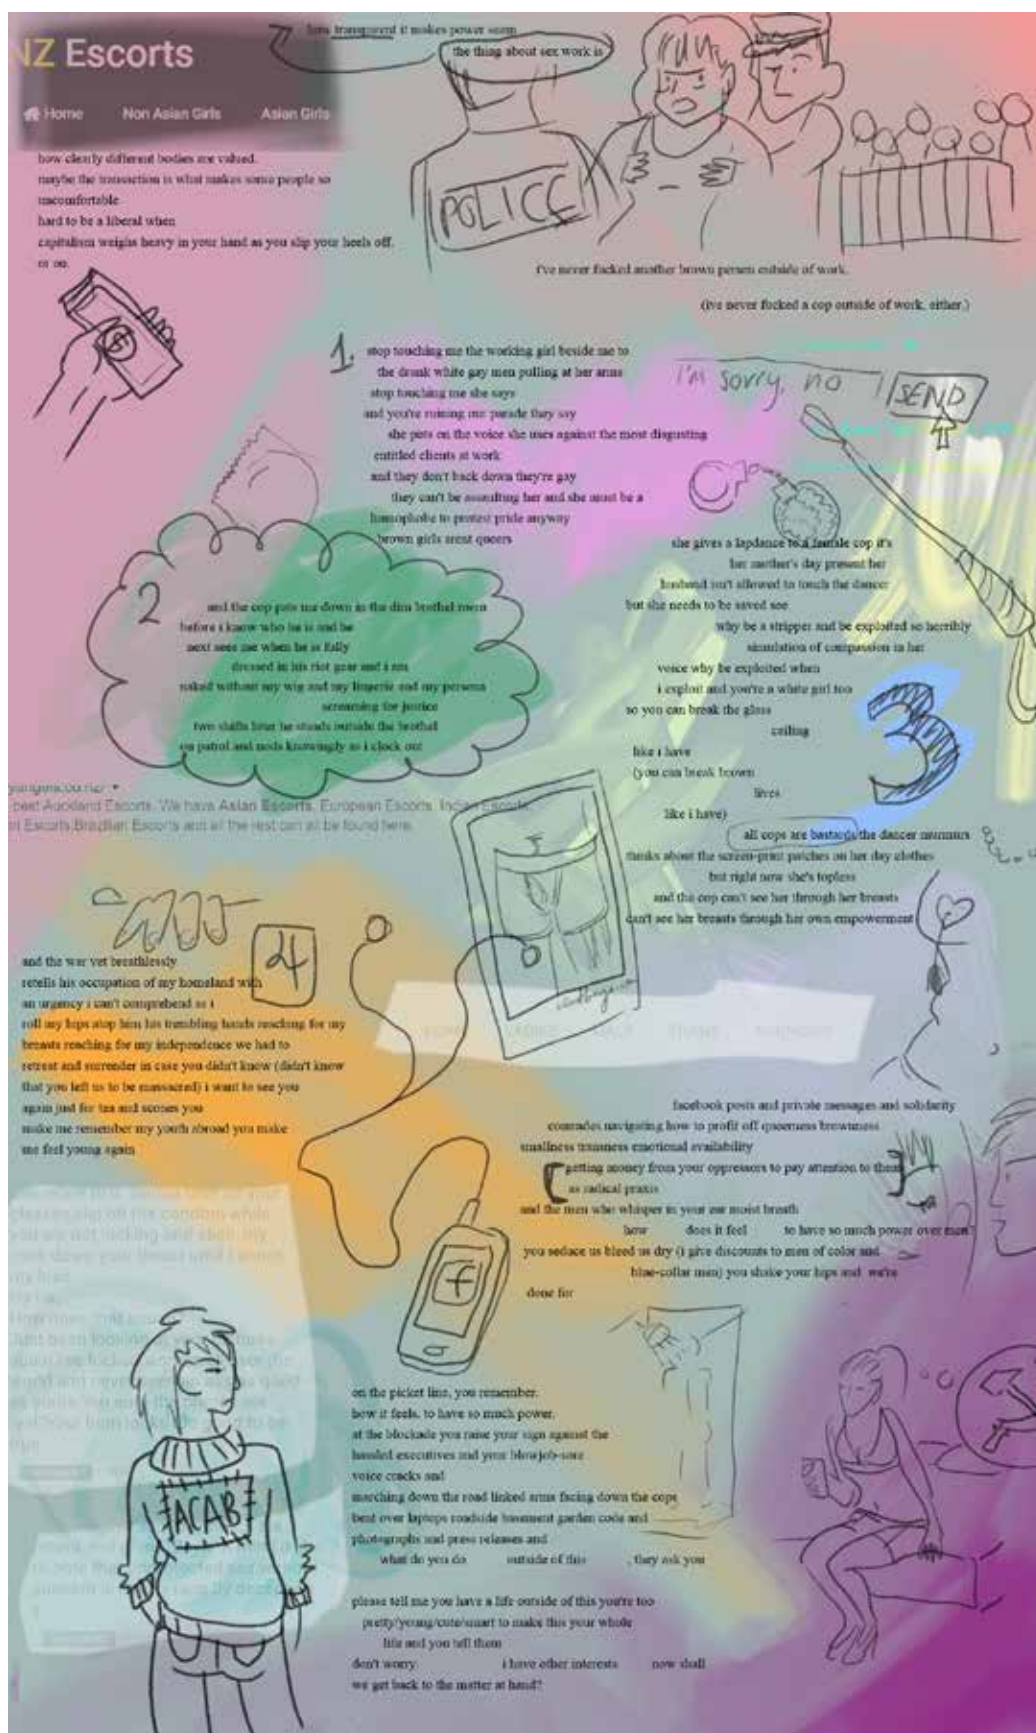 NZ Escorts
Home Non Asian Girls Asian Girls
how transparent it makes power seem
the thing about sex work is
how clearly different bodies are valued.
maybe the transaction is what makes some people so
uncomfortable
hard to be a liberal when
capitalism weighs heavy in your hand as you slip your heels off.
or on.
POLICE
i've never fucked another brown person outside of work.
(ive never fucked a cop outside of work, either.)
1.
stop touching me the working girl beside me to
the drunk white gay men pulling at her arms
stop touching me she says
and you're ruining my parade they say
she puts on the voice she uses against the most disgusting
entitled clients at work
and they don't back down they're gay
they can't be assaulting her and she must be a
homophobe to protest pride anyway
brown girls arent queers
I'm sorry, no
SEND
2
and the cop pats me down in the dim brothel room
before i know who he is and he
next sees me when he is fully
dressed in his riot gear and i am
naked without my wig and my lingerie and my persona
screaming for justice
two shifts later he stands outside the brothel
on patrol and nods knowingly as i clock out
she gives a lapdance to a female cop it's
her mother's day present her
husband isn't allowed to touch the dancer
but she needs to be saved see
why be a stripper and be exploited so horribly
simulation of compassion in her
voice why be exploited when
i exploit and you're a white girl too
so you can break the glass
ceiling
like i have
(you can break brown
lives
like i have)
3
all cops are bastards the dancer murmurs
thinks about the screen-print patches on her day clothes
but right now she's topless
and the cop can't see her through her breasts
can't see her breasts through her own empowerment
best Auckland Escorts. We have Asian Escorts, European Escorts, Indian Escorts,
Escorts, Brazilian Escorts and all the rest can all be found here.
4
and the war vet breathlessly
retells his occupation of my homeland with
an urgency i can't comprehend as i
roll my hips atop him his trembling hands reaching for my
breasts reaching for my independence we had to
retreat and surrender in case you didn't know (didn't know
that you left us to be massacred) i want to see you
again just for tea and scones you
make me remember my youth abroad you make
me feel young again
facebook posts and private messages and solidarity
comrades navigating how to profit off queerness brownness
smallness transness emotional availability
getting money from your oppressors to pay attention to them
as radical praxis
and the men who whisper in your ear moist breath
how does it feel to have so much power over men?
you seduce us bleed us dry (i give discounts to men of color and
blue-collar men) you shake your hips and we're
done for
f
on the picket line, you remember.
how it feels. to have so much power.
at the blockade you raise your sign against the
executives and your blowjob-sore
voice cracks and
marching down the road linked arms facing down the cops
bent over laptops roadside basement garden code and
photographs and press releases and
what do you do outside of this , they ask you
please tell me you have a life outside of this you're too
pretty/young/cute/smart to make this your whole
life and you tell them
don't worry. i have other interests now shall
we get back to the matter at hand?
ACAB